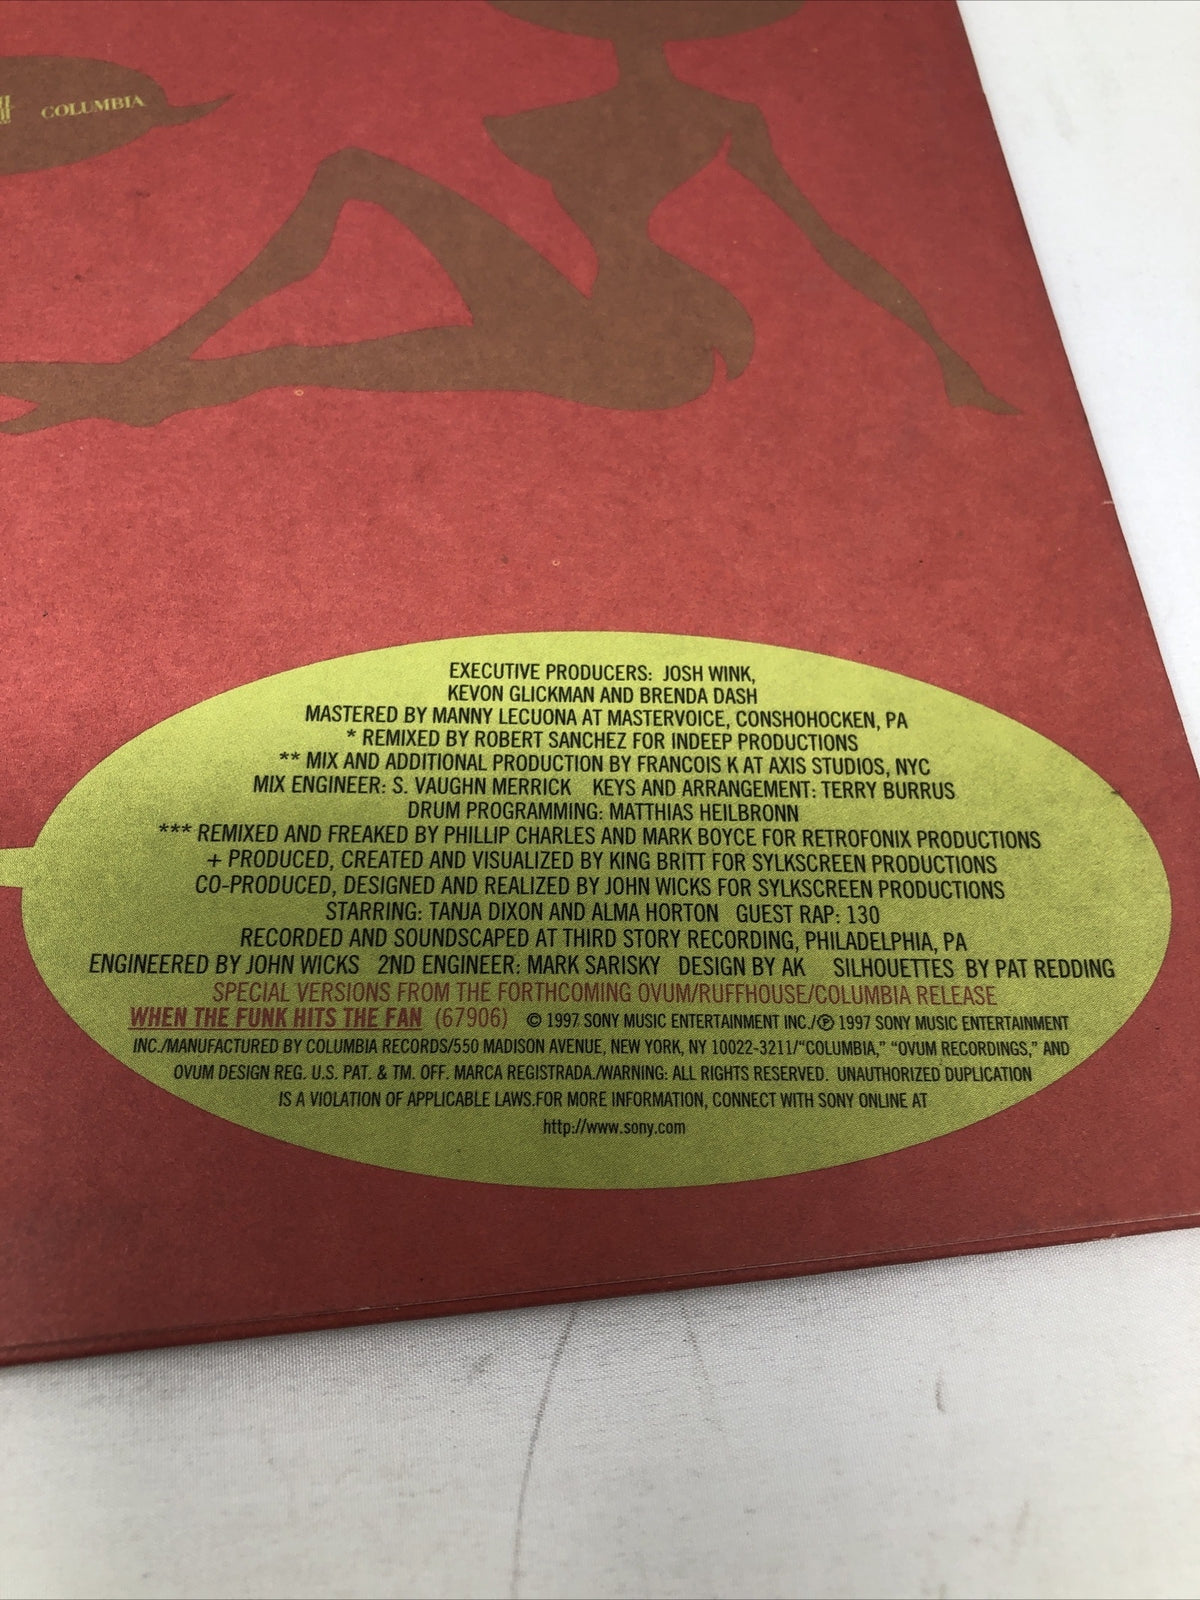 COLUMBIA
EXECUTIVE PRODUCERS: JOSH WINK,
KEVON GLICKMAN AND BRENDA DASH
MASTERED BY MANNY LECUONA AT MASTERVOICE, CONSHOHOCKEN, PA
* REMIXED BY ROBERT SANCHEZ FOR INDEEP PRODUCTIONS
** MIX AND ADDITIONAL PRODUCTION BY FRANCOIS K AT AXIS STUDIOS, NYC
MIX ENGINEER: S. VAUGHN MERRICK KEYS AND ARRANGEMENT: TERRY BURRUS
DRUM PROGRAMMING: MATTHIAS HEILBRONN
*** REMIXED AND FREAKED BY PHILLIP CHARLES AND MARK BOYCE FOR RETROFONIX PRODUCTIONS
+ PRODUCED, CREATED AND VISUALIZED BY KING BRITT FOR SYLKSCREEN PRODUCTIONS
CO-PRODUCED, DESIGNED AND REALIZED BY JOHN WICKS FOR SYLKSCREEN PRODUCTIONS
STARRING: TANJA DIXON AND ALMA HORTON GUEST RAP: 130
RECORDED AND SOUNDSCAPED AT THIRD STORY RECORDING, PHILADELPHIA, PA
ENGINEERED BY JOHN WICKS 2ND ENGINEER: MARK SARISKY DESIGN BY AK SILHOUETTES BY PAT REDDING
SPECIAL VERSIONS FROM THE FORTHCOMING OVUM/RUFFHOUSE/COLUMBIA RELEASE
WHEN THE FUNK HITS THE FAN (67906) © 1997 SONY MUSIC ENTERTAINMENT INC./℗ 1997 SONY MUSIC ENTERTAINMENT
INC./MANUFACTURED BY COLUMBIA RECORDS/550 MADISON AVENUE, NEW YORK, NY 10022-3211/"COLUMBIA," "OVUM RECORDINGS," AND
OVUM DESIGN REG. U.S. PAT. & TM. OFF. MARCA REGISTRADA./WARNING: ALL RIGHTS RESERVED. UNAUTHORIZED DUPLICATION
IS A VIOLATION OF APPLICABLE LAWS.FOR MORE INFORMATION, CONNECT WITH SONY ONLINE AT
http://www.sony.com